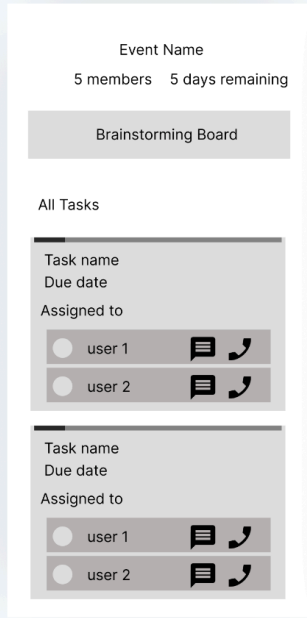 Event Name
5 members 5 days remaining
Brainstorming Board
All Tasks
Task name
Due date
Assigned to
user 1
user 2
Task name
Due date
Assigned to
user 1
user 2